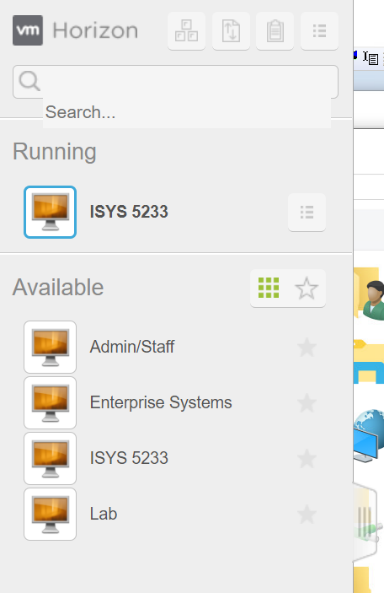 vm Horizon
Search...
Running
ISYS 5233
Available
Admin/Staff
Enterprise Systems
ISYS 5233
Lab